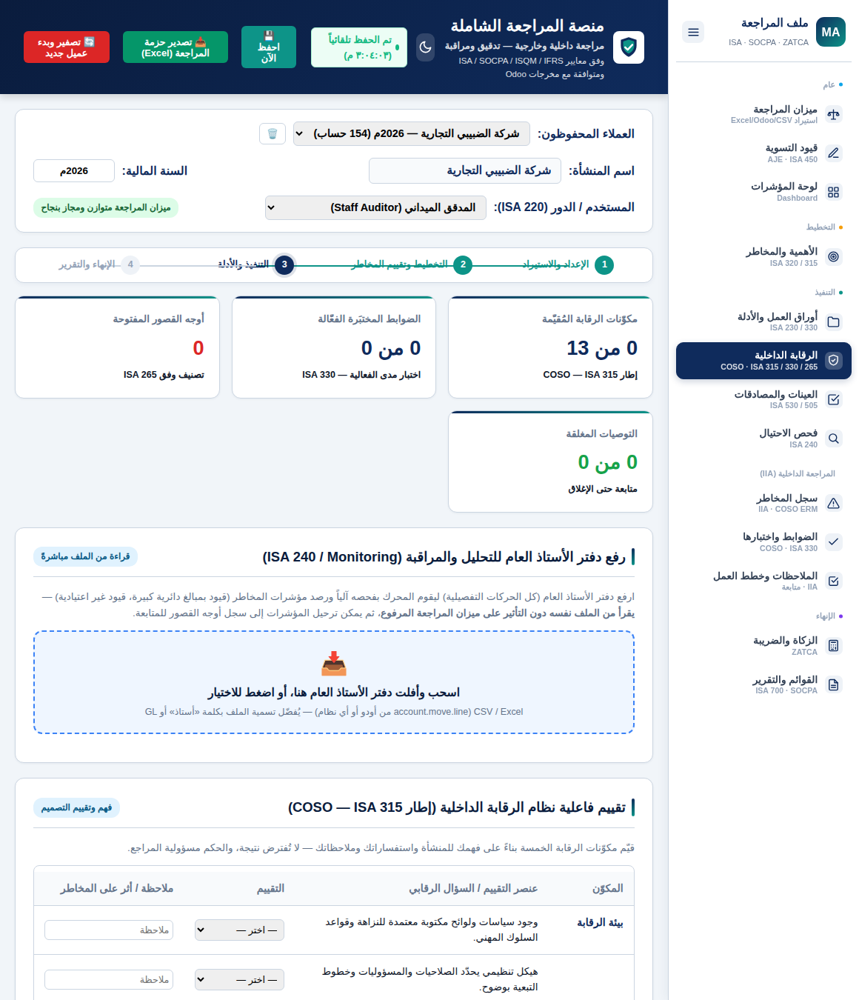 MA
ملف المراجعة
ISA · SOCPA · ZATCA
عام
ميزان المراجعة
استيراد Excel/Odoo/CSV
قيود التسوية
AJE · ISA 450
لوحة المؤشرات
Dashboard
التخطيط
الأهمية والمخاطر
ISA 320 / 315
التنفيذ
أوراق العمل والأدلة
ISA 230 / 330
الرقابة الداخلية
COSO · ISA 315 / 330 / 265
العينات والمصادقات
ISA 530 / 505
فحص الاحتيال
ISA 240
المراجعة الداخلية (IIA)
سجل المخاطر
IIA · COSO ERM
الضوابط واختبارها
COSO · ISA 330
الملاحظات وخطط العمل
IIA · متابعة
الإنهاء
الزكاة والضريبة
ZATCA
القوائم والتقرير
ISA 700 · SOCPA
منصة المراجعة الشاملة
مراجعة داخلية وخارجية — تدقيق ومراقبة
وفق معايير ISA / SOCPA / ISQM / IFRS
ومتوافقة مع مخرجات Odoo
تم الحفظ تلقائياً
(٣:٠٤:٠٣ م)
💾
احفظ
الآن
📥 تصدير حزمة
المراجعة (Excel)
🔄 تصفير وبدء
عميل جديد
العملاء المحفوظون:
شركة الضبيبي التجارية — 2026م (154 حساب)
اسم المنشأة:
شركة الضبيبي التجارية
السنة المالية:
2026م
المستخدم / الدور (ISA 220):
المدقق الميداني (Staff Auditor)
ميزان المراجعة متوازن ومجاز بنجاح
1 الإعداد والاستيراد
2 التخطيط وتقييم المخاطر
3 التنفيذ والأدلة
4 الإنهاء والتقرير
مكوّنات الرقابة المُقيّمة
0 من 13
إطار COSO — ISA 315
الضوابط المختبَرة الفعّالة
0 من 0
اختبار مدى الفعالية — ISA 330
أوجه القصور المفتوحة
0
تصنيف وفق ISA 265
التوصيات المغلقة
0 من 0
متابعة حتى الإغلاق
رفع دفتر الأستاذ العام للتحليل والمراقبة (ISA 240 / Monitoring)
قراءة من الملف مباشرةً
ارفع دفتر الأستاذ العام (كل الحركات التفصيلية) ليقوم المحرك بفحصه آلياً ورصد مؤشرات المخاطر (قيود بمبالغ دائرية كبيرة، قيود غير اعتيادية) —
يقرأ من الملف نفسه دون التأثير على ميزان المراجعة المرفوع، ثم يمكن ترحيل المؤشرات إلى سجل أوجه القصور للمتابعة.
اسحب وأفلت دفتر الأستاذ العام هنا، أو اضغط للاختيار
CSV / Excel (account.move.line من أودو أو أي نظام) — يُفضّل تسمية الملف بكلمة «أستاذ» أو GL
تقييم فاعلية نظام الرقابة الداخلية (إطار COSO — ISA 315)
فهم وتقييم التصميم
قيّم مكوّنات الرقابة الخمسة بناءً على فهمك للمنشأة واستفساراتك وملاحظاتك — لا تُفترض نتيجة، والحكم مسؤولية المراجع.
المكوّن
عنصر التقييم / السؤال الرقابي
التقييم
ملاحظة / أثر على المخاطر
بيئة الرقابة
وجود سياسات ولوائح مكتوبة معتمدة للنزاهة وقواعد
السلوك المهني.
— اختر —
ملاحظة
هيكل تنظيمي يحدّد الصلاحيات والمسؤوليات وخطوط
التبعية بوضوح.
— اختر —
ملاحظة